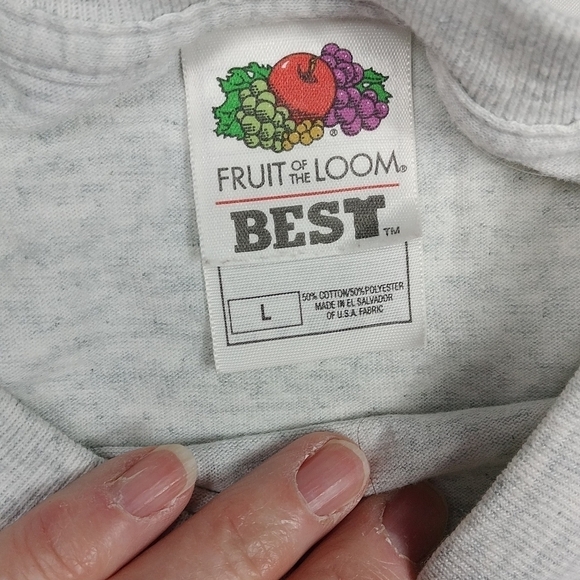 ®
FRUIT OF THE LOOM®
BEST™
L
50% COTTON/50% POLYESTER
MADE IN EL SALVADOR
OF U.S.A. FABRIC